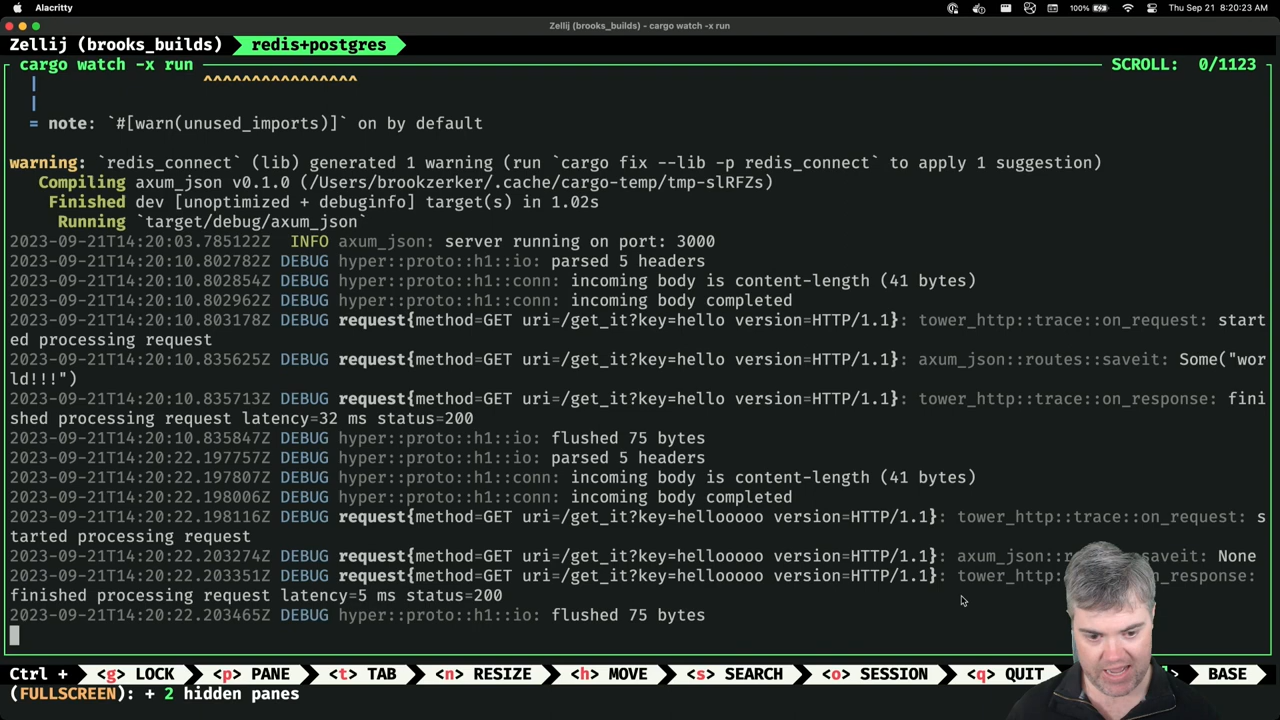 Alacritty
100%
Thu Sep 21 8:20:23 AM
Zellij (brooks_builds) - cargo watch -x run
Zellij (brooks_builds) redis+postgres
cargo watch -x run SCROLL: 0/1123
| ^^^^^^^^^^^^^^^^
|
= note: `#[warn(unused_imports)]` on by default
warning: `redis_connect` (lib) generated 1 warning (run `cargo fix --lib -p redis_connect` to apply 1 suggestion)
Compiling axum_json v0.1.0 (/Users/brookzerker/.cache/cargo-temp/tmp-slRFZs)
Finished dev [unoptimized + debuginfo] target(s) in 1.02s
Running `target/debug/axum_json`
2023-09-21T14:20:03.785122Z INFO axum_json: server running on port: 3000
2023-09-21T14:20:10.802782Z DEBUG hyper::proto::h1::io: parsed 5 headers
2023-09-21T14:20:10.802854Z DEBUG hyper::proto::h1::conn: incoming body is content-length (41 bytes)
2023-09-21T14:20:10.802962Z DEBUG hyper::proto::h1::conn: incoming body completed
2023-09-21T14:20:10.803178Z DEBUG request{method=GET uri=/get_it?key=hello version=HTTP/1.1}: tower_http::trace::on_request: start
ed processing request
2023-09-21T14:20:10.835625Z DEBUG request{method=GET uri=/get_it?key=hello version=HTTP/1.1}: axum_json::routes::saveit: Some("wor
ld!!!")
2023-09-21T14:20:10.835713Z DEBUG request{method=GET uri=/get_it?key=hello version=HTTP/1.1}: tower_http::trace::on_response: fini
shed processing request latency=32 ms status=200
2023-09-21T14:20:10.835847Z DEBUG hyper::proto::h1::io: flushed 75 bytes
2023-09-21T14:20:22.197757Z DEBUG hyper::proto::h1::io: parsed 5 headers
2023-09-21T14:20:22.197807Z DEBUG hyper::proto::h1::conn: incoming body is content-length (41 bytes)
2023-09-21T14:20:22.198006Z DEBUG hyper::proto::h1::conn: incoming body completed
2023-09-21T14:20:22.198116Z DEBUG request{method=GET uri=/get_it?key=hellooooo version=HTTP/1.1}: tower_http::trace::on_request: s
tarted processing request
2023-09-21T14:20:22.203274Z DEBUG request{method=GET uri=/get_it?key=hellooooo version=HTTP/1.1}: axum_json::r saveit: None
2023-09-21T14:20:22.203351Z DEBUG request{method=GET uri=/get_it?key=hellooooo version=HTTP/1.1}: tower_http: on_response:
finished processing request latency=5 ms status=200
2023-09-21T14:20:22.203465Z DEBUG hyper::proto::h1::io: flushed 75 bytes
Ctrl + <g> LOCK <p> PANE <t> TAB <n> RESIZE <h> MOVE <s> SEARCH <o> SESSION <q> QUIT BASE
(FULLSCREEN): + 2 hidden panes